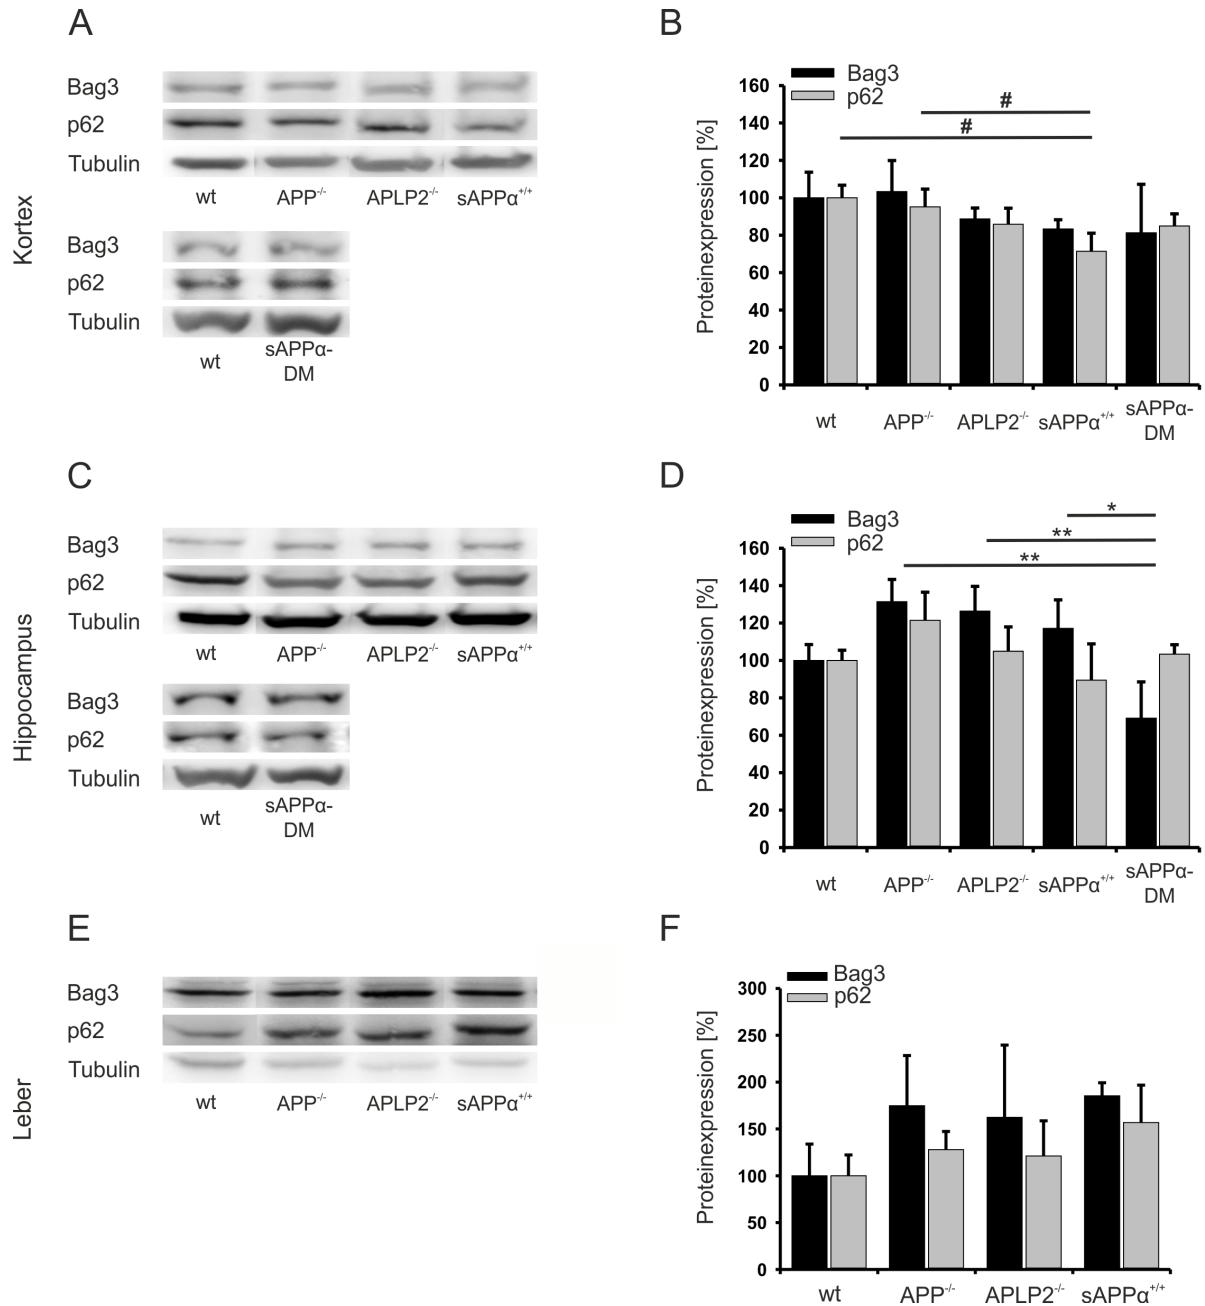 A
Bag3
p62
Tubulin
wt APP-/- APLP2-/- sAPPα+/+
Kortex
Bag3
p62
Tubulin
wt sAPPα-
DM
B
Bag3
p62
Proteinexpression [%]
160
140
120
100
80
60
40
20
0
#
#
wt APP-/- APLP2-/- sAPPα+/+ sAPPα-
DM
C
Bag3
p62
Tubulin
wt APP-/- APLP2-/- sAPPα+/+
Hippocampus
Bag3
p62
Tubulin
wt sAPPα-
DM
D
Bag3
p62
Proteinexpression [%]
160
140
120
100
80
60
40
20
0
*
**
**
wt APP-/- APLP2-/- sAPPα+/+ sAPPα-
DM
E
Bag3
p62
Tubulin
wt APP-/- APLP2-/- sAPPα+/+
Leber
F
Bag3
p62
Proteinexpression [%]
300
250
200
150
100
50
0
wt APP-/- APLP2-/- sAPPα+/+